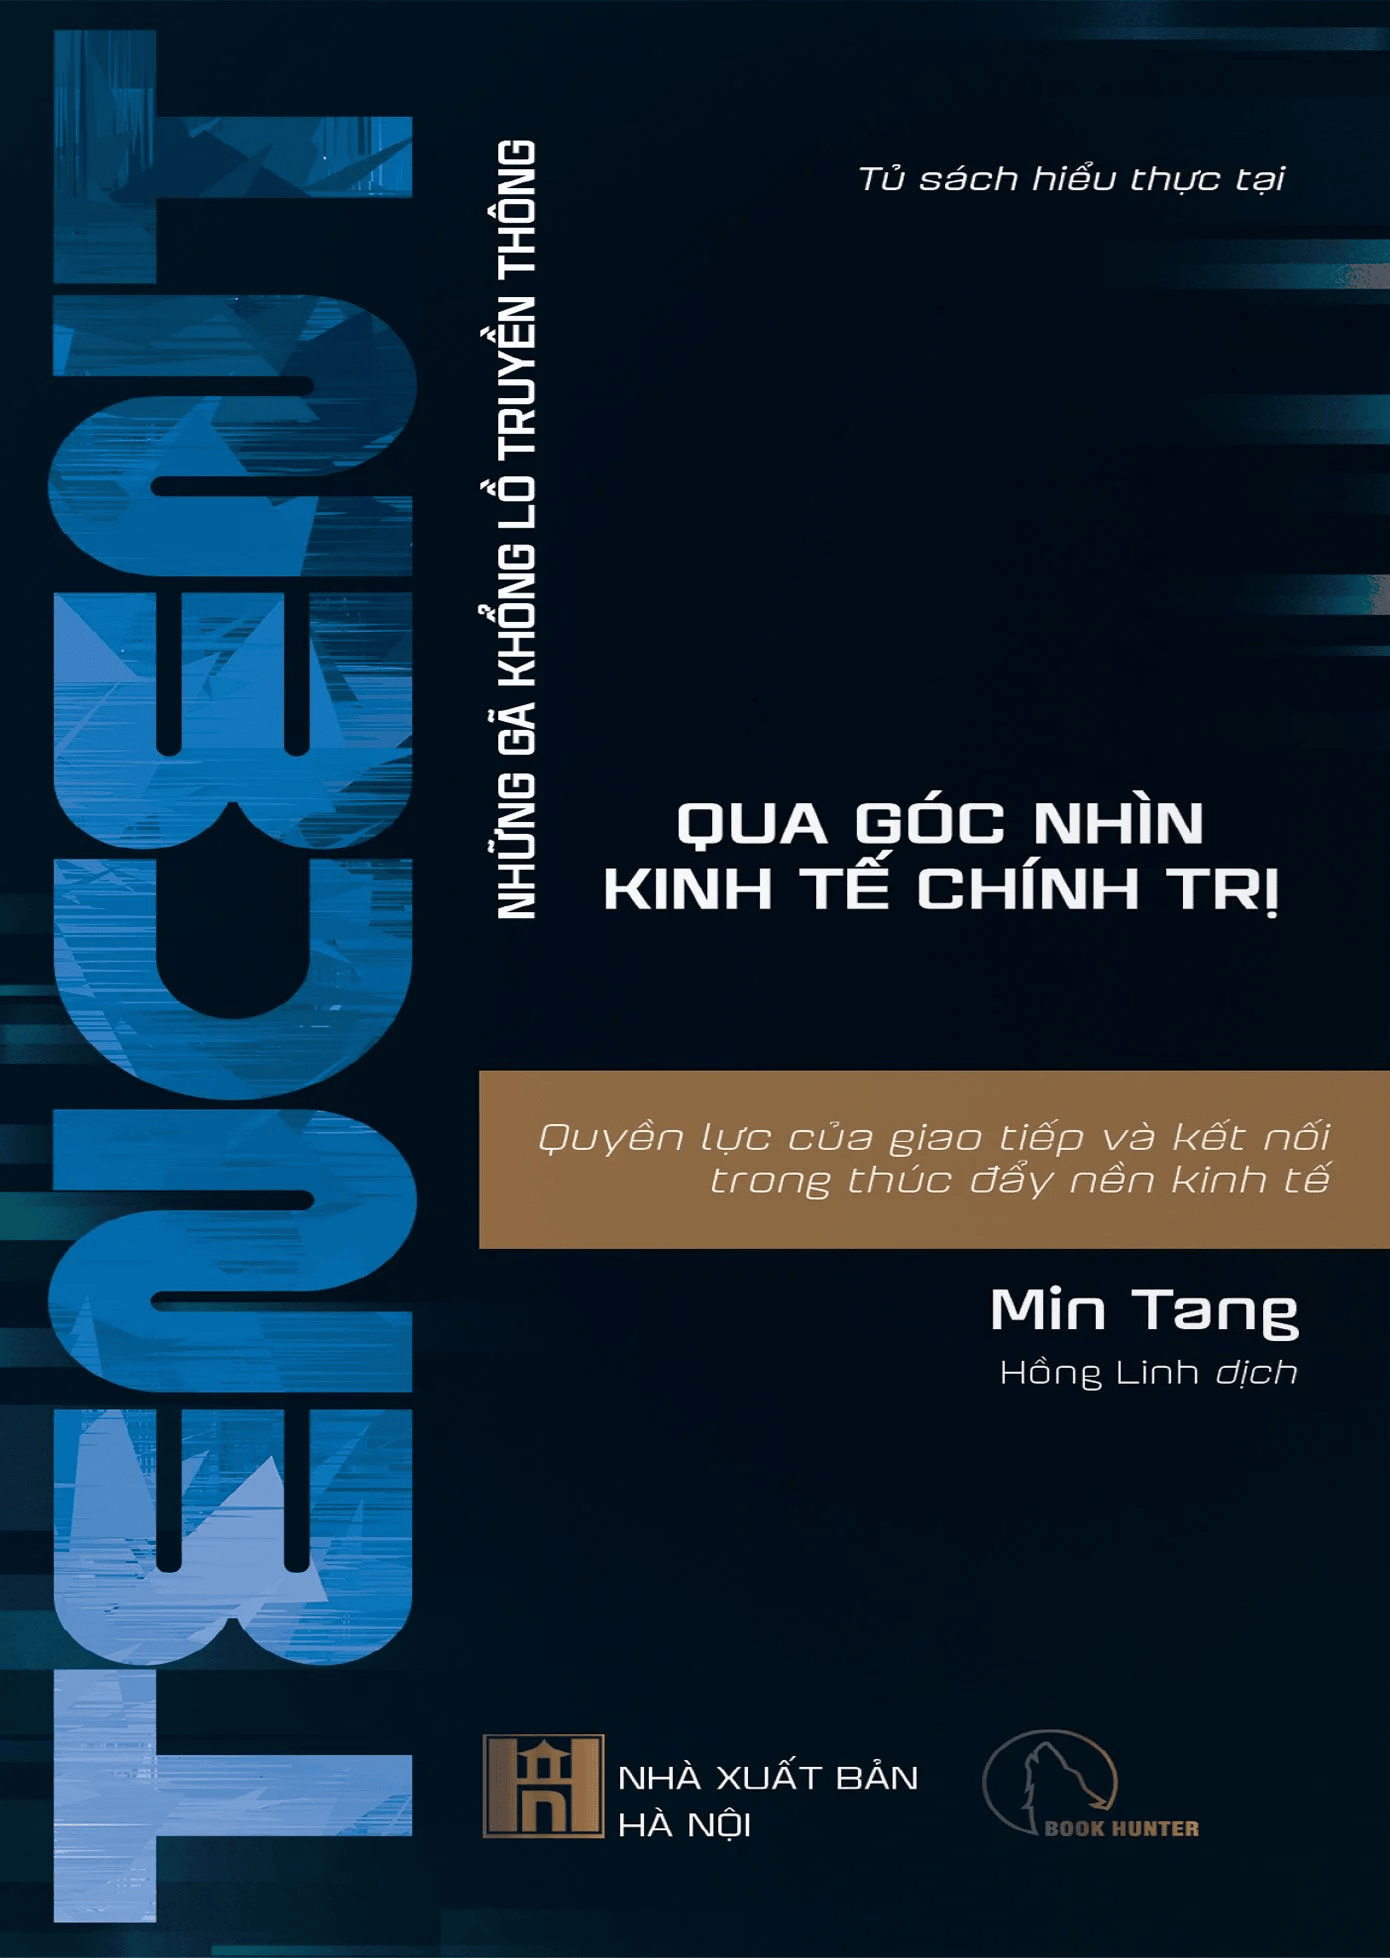 TENCENT
NHỮNG GÃ KHỔNG LỒ TRUYỀN THÔNG
Tủ sách hiểu thực tại
QUA GÓC NHÌN
KINH TẾ CHÍNH TRỊ
Quyền lực của giao tiếp và kết nối
trong thúc đẩy nền kinh tế
Min Tang
Hồng Linh dịch
NHÀ XUẤT BẢN
HÀ NỘI
BOOK HUNTER